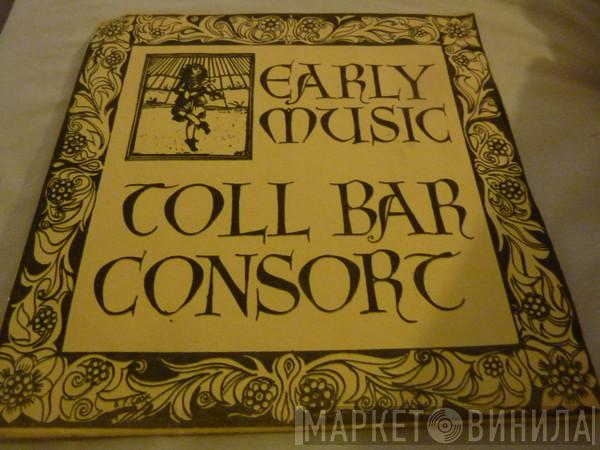 EARLY
MUSIC
TOLL BAR
CONSORT
МАРКЕТ ВИНИЛА